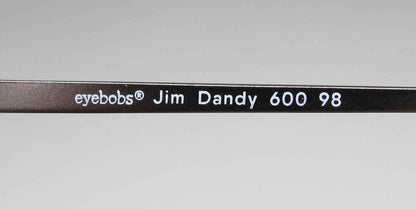 eyebobs® Jim Dandy 600 98